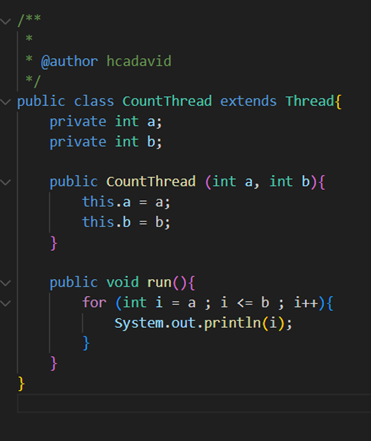 /**
 *
 * @author hcadavid
 */
public class CountThread extends Thread{
    private int a;
    private int b;

    public CountThread (int a, int b){
        this.a = a;
        this.b = b;
    }

    public void run(){
        for (int i = a ; i <= b ; i++){
            System.out.println(i);
        }
    }
}